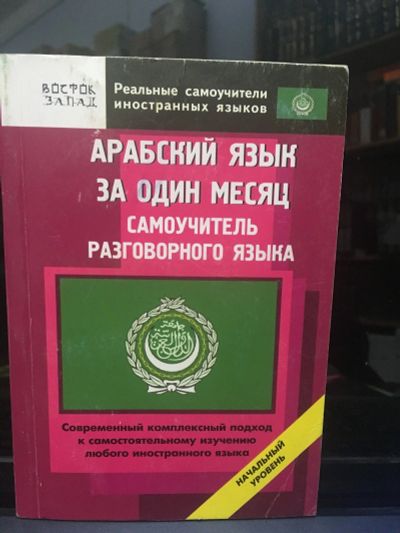 ВОСТОК
ЗАПАД
Реальные самоучители
иностранных языков
АРАБСКИЙ ЯЗЫК
ЗА ОДИН МЕСЯЦ
САМОУЧИТЕЛЬ
РАЗГОВОРНОГО ЯЗЫКА
Современный комплексный подход
к самостоятельному изучению
любого иностранного языка
НАЧАЛЬНЫЙ
УРОВЕНЬ